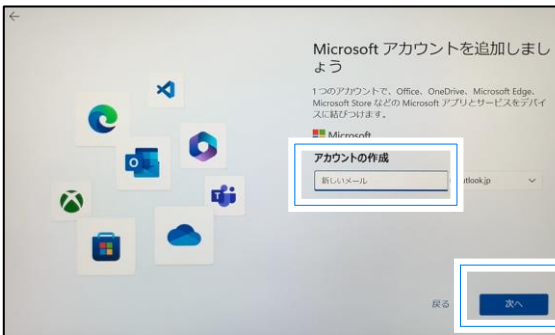 Microsoft アカウントを追加しまし
ょう
1つのアカウントで、Office、OneDrive、Microsoft Edge、
Microsoft Store などの Microsoft アプリとサービスをデバイ
スに結びつけます。
Microsoft
アカウントの作成
新しいメール
utlook.jp
戻る
次へ